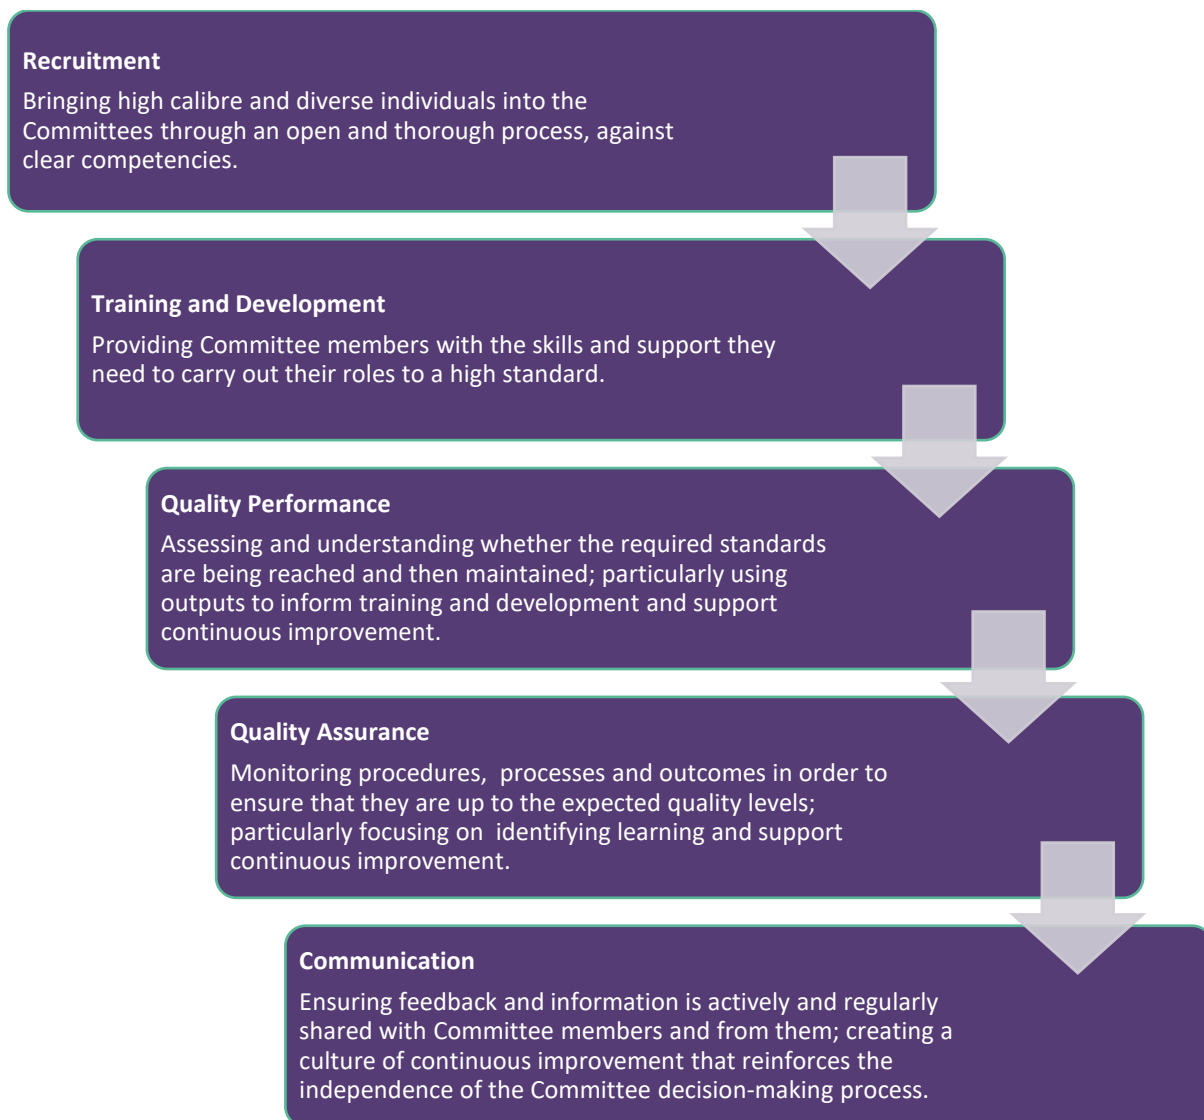 Recruitment
Bringing high calibre and diverse individuals into the
Committees through an open and thorough process, against
clear competencies.
Training and Development
Providing Committee members with the skills and support they
need to carry out their roles to a high standard.
Quality Performance
Assessing and understanding whether the required standards
are being reached and then maintained; particularly using
outputs to inform training and development and support
continuous improvement.
Quality Assurance
Monitoring procedures,  processes and outcomes in order to
ensure that they are up to the expected quality levels;
particularly focusing on  identifying learning and support
continuous improvement.
Communication
Ensuring feedback and information is actively and regularly
shared with Committee members and from them; creating a
culture of continuous improvement that reinforces the
independence of the Committee decision-making process.